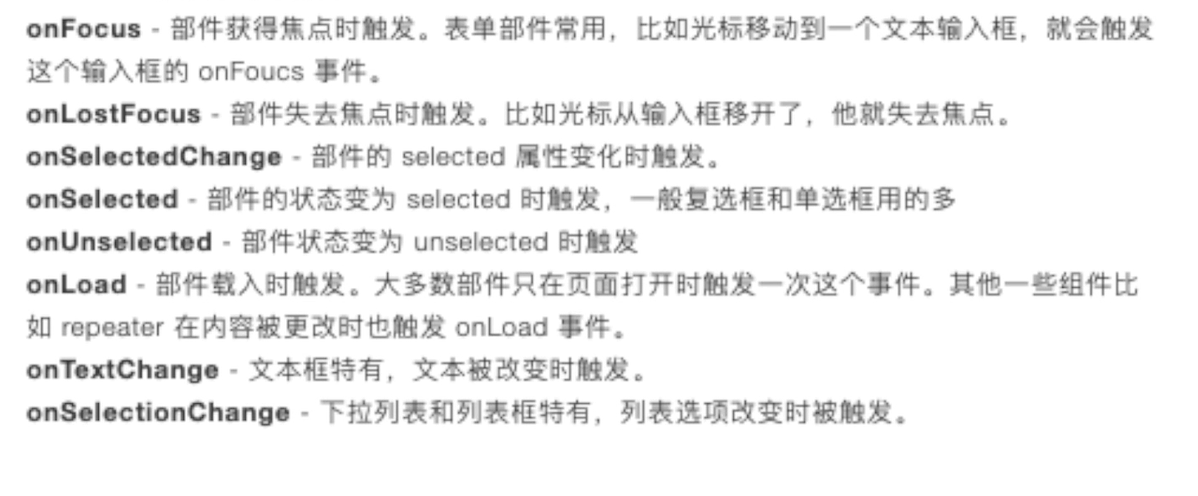 onFocus - 部件获得焦点时触发。表单部件常用，比如光标移动到一个文本输入框，就会触发
这个输入框的 onFoucs 事件。
onLostFocus - 部件失去焦点时触发。比如光标从输入框移开了，他就失去焦点。
onSelectedChange - 部件的 selected 属性变化时触发。
onSelected - 部件的状态变为 selected 时触发，一般复选框和单选框用的多
onUnselected - 部件状态变为 unselected 时触发
onLoad - 部件载入时触发。大多数部件只在页面打开时触发一次这个事件。其他一些组件比
如 repeater 在内容被更改时也触发 onLoad 事件。
onTextChange - 文本框特有，文本被改变时触发。
onSelectionChange - 下拉列表和列表框特有，列表选项改变时被触发。